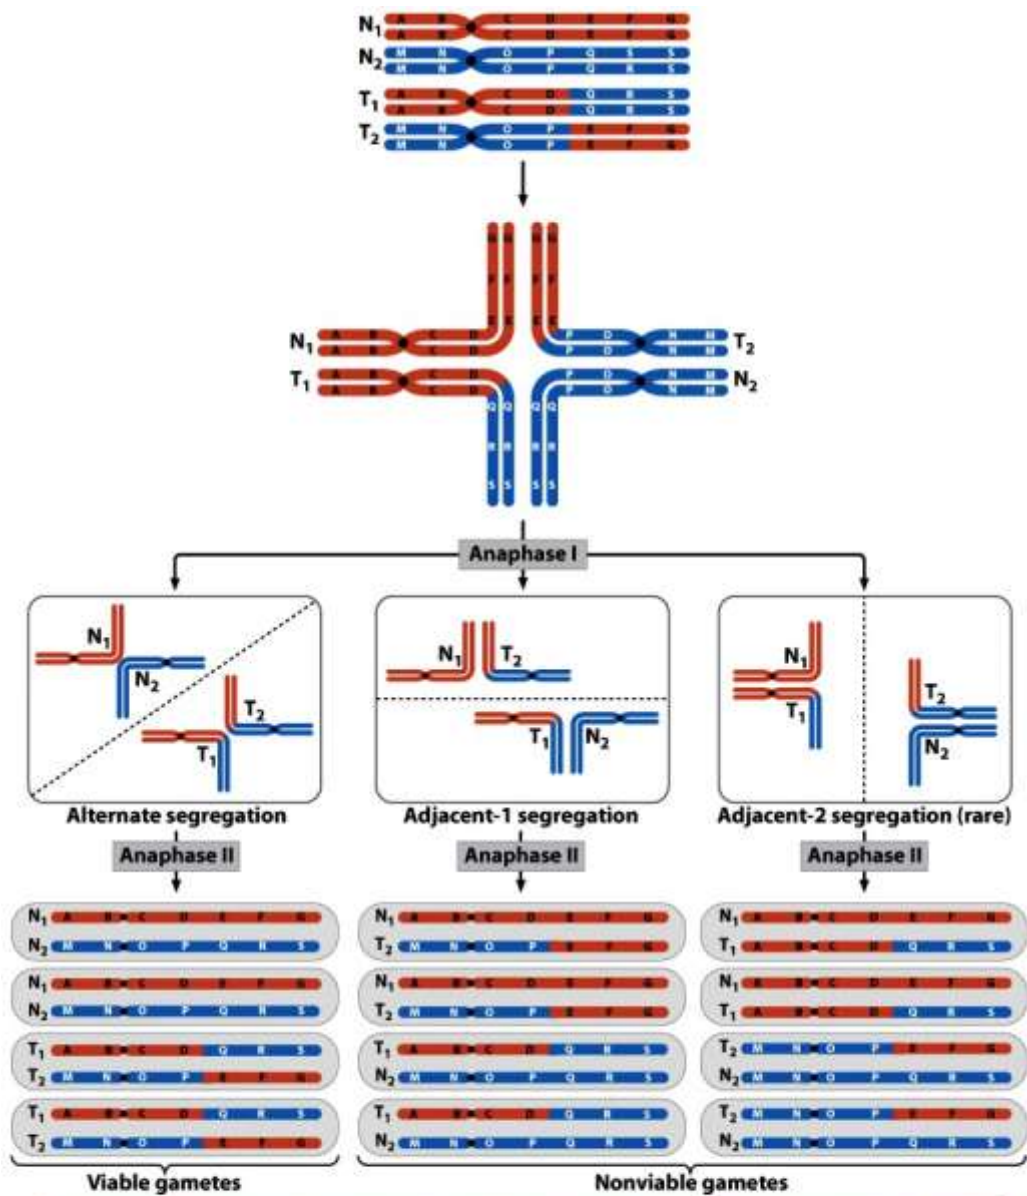 N1 A B C D E F G
A B C D E F G
N2 M N O P Q S S
M N O P Q R S
T1 A B C D Q R S
A B C D Q R S
T2 M N O P E F G
M N O P E F G
G G G G
F F F F
E E E E
N1 A B C D P O N M T2
A B C D P O N M
T1 A B C D P O N M N2
A B C D P O N M
Q Q Q Q
R R R R
S S S S
Anaphase I
N1 N2 T2 T1
N1 T2 T1 N2
N1 T1 T2 N2
Alternate segregation Adjacent-1 segregation Adjacent-2 segregation (rare)
Anaphase II Anaphase II Anaphase II
N1 A B C D E F G N1 A B C D E F G N1 A B C D E F G
N2 M N O P Q R S T2 M N O P E F G T1 A B C D Q R S
N1 A B C D E F G N1 A B C D E F G N1 A B C D E F G
N2 M N O P Q R S T2 M N O P E F G T1 A B C D Q R S
T1 A B C D Q R S T1 A B C D Q R S T2 M N O P E F G
T2 M N O P E F G N2 M N O P Q R S N2 M N O P Q R S
T1 A B C D Q R S T1 A B C D Q R S T2 M N O P E F G
T2 M N O P E F G N2 M N O P Q R S N2 M N O P Q R S
Viable gametes Nonviable gametes